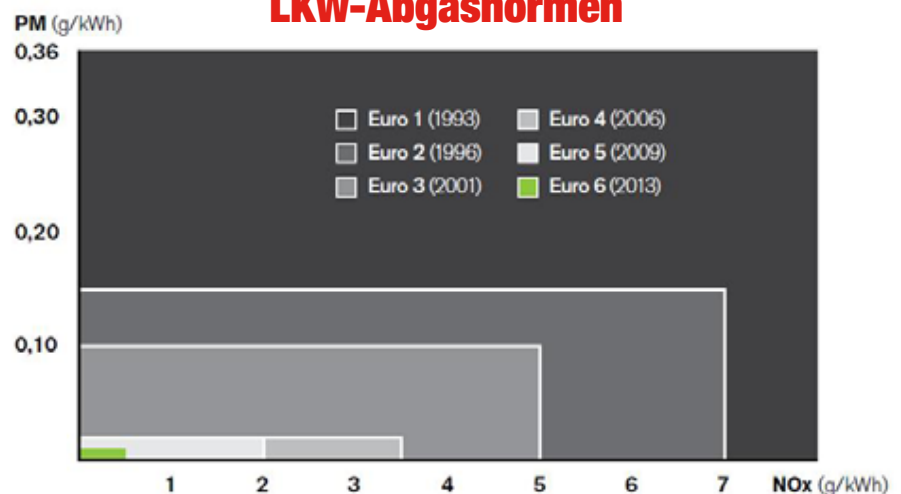 LKW-Abgasnormen
PM (g/kWh)
0,36
0,30
Euro 1 (1993) Euro 4 (2006)
Euro 2 (1996) Euro 5 (2009)
Euro 3 (2001) Euro 6 (2013)
0,20
0,10
1 2 3 4 5 6 7 NOx (g/kWh)